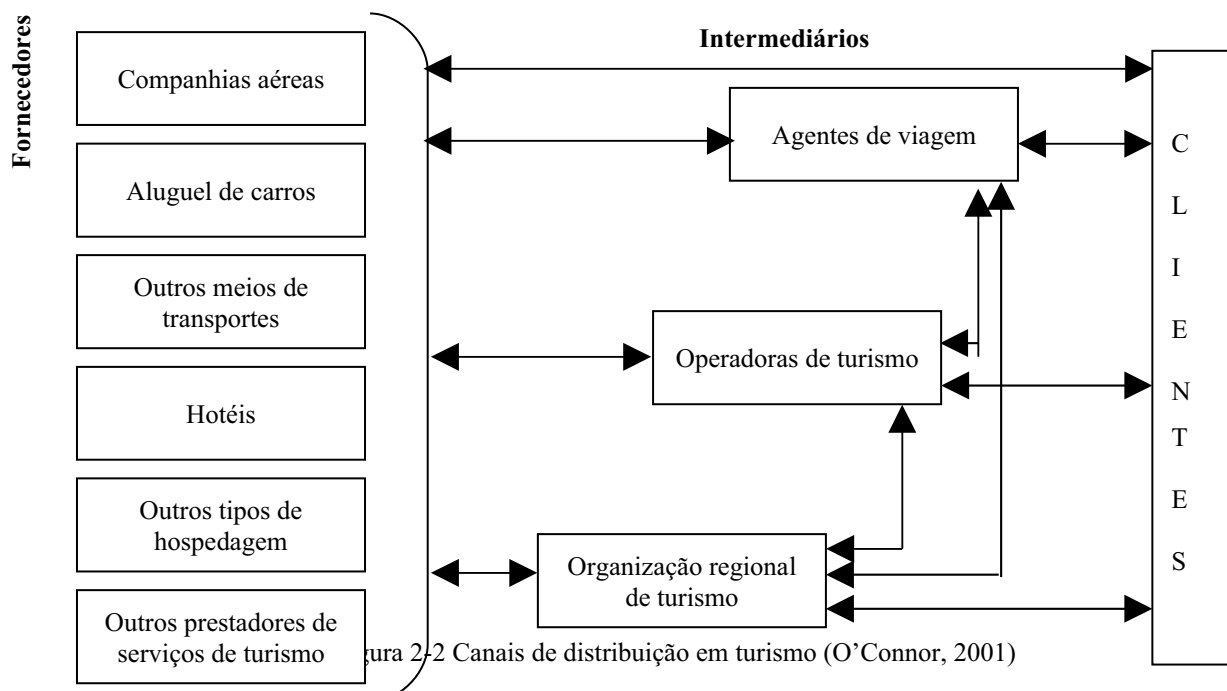 Fornecedores
Intermediários
Companhias aéreas
Aluguel de carros
Outros meios de
transportes
Hotéis
Outros tipos de
hospedagem
Outros prestadores de
serviços de turismo
Agentes de viagem
Operadoras de turismo
Organização regional
de turismo
C
L
I
E
N
T
E
S
2-2 Canais de distribuição em turismo (O’Connor, 2001)